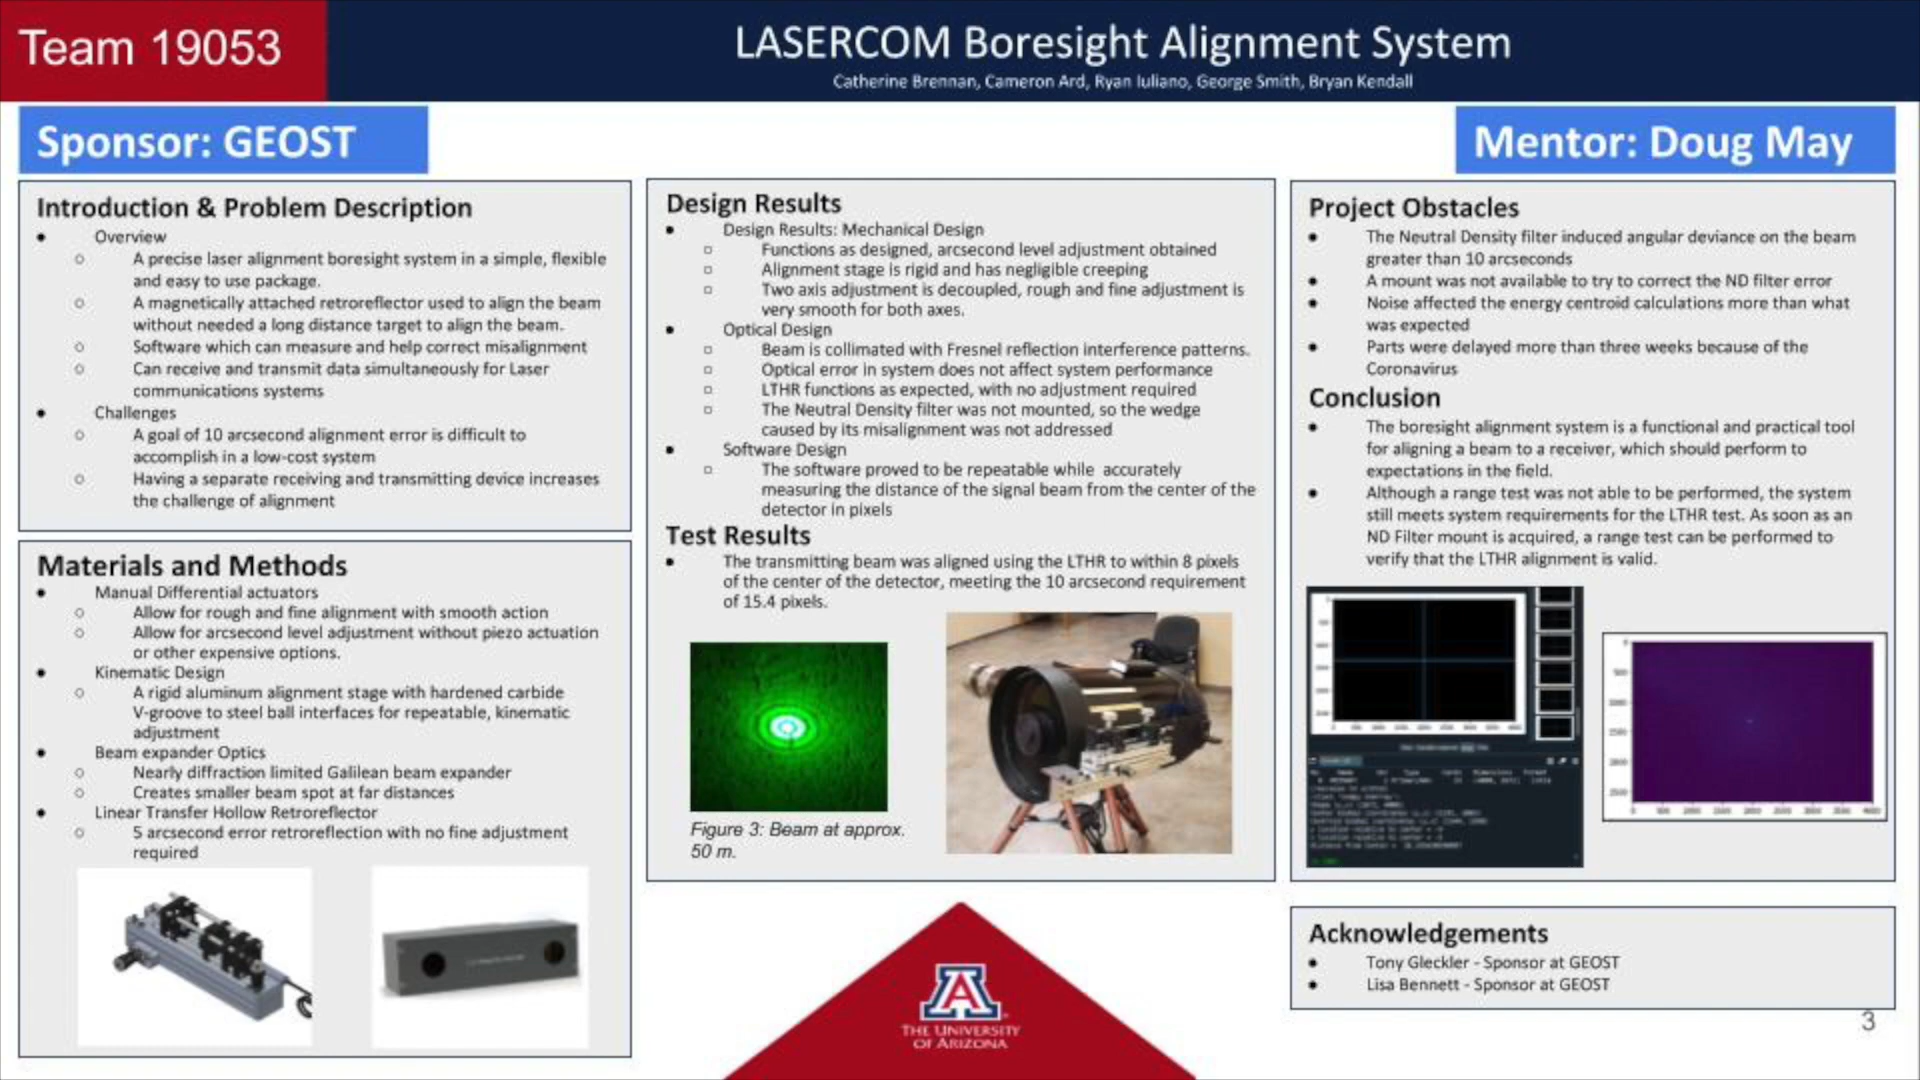 Team 19053
LASERCOM Boresight Alignment System
Catherine Brennan, Cameron Ard, Ryan Iuliano, George Smith, Bryan Kendall
Sponsor: GEOST
Mentor: Doug May
Introduction & Problem Description
● Overview
○ A precise laser alignment boresight system in a simple, flexible
and easy to use package.
○ A magnetically attached retroreflector used to align the beam
without needed a long distance target to align the beam.
○ Software which can measure and help correct misalignment
○ Can receive and transmit data simultaneously for Laser
communications systems
● Challenges
○ A goal of 10 arcsecond alignment error is difficult to
accomplish in a low-cost system
○ Having a separate receiving and transmitting device increases
the challenge of alignment
Materials and Methods
● Manual Differential actuators
○ Allow for rough and fine alignment with smooth action
○ Allow for arcsecond level adjustment without piezo actuation
or other expensive options.
● Kinematic Design
○ A rigid aluminum alignment stage with hardened carbide
V-groove to steel ball interfaces for repeatable, kinematic
adjustment
● Beam expander Optics
○ Nearly diffraction limited Galilean beam expander
○ Creates smaller beam spot at far distances
● Linear Transfer Hollow Retroreflector
○ 5 arcsecond error retroreflection with no fine adjustment
required
Design Results
● Design Results: Mechanical Design
□ Functions as designed, arcsecond level adjustment obtained
□ Alignment stage is rigid and has negligible creeping
□ Two axis adjustment is decoupled, rough and fine adjustment is
very smooth for both axes.
● Optical Design
□ Beam is collimated with Fresnel reflection interference patterns.
□ Optical error in system does not affect system performance
□ LTHR functions as expected, with no adjustment required
□ The Neutral Density filter was not mounted, so the wedge
caused by its misalignment was not addressed
● Software Design
□ The software proved to be repeatable while accurately
measuring the distance of the signal beam from the center of the
detector in pixels
Test Results
● The transmitting beam was aligned using the LTHR to within 8 pixels
of the center of the detector, meeting the 10 arcsecond requirement
of 15.4 pixels.
Figure 3: Beam at approx.
50 m.
Project Obstacles
● The Neutral Density filter induced angular deviance on the beam
greater than 10 arcseconds
● A mount was not available to try to correct the ND filter error
● Noise affected the energy centroid calculations more than what
was expected
● Parts were delayed more than three weeks because of the
Coronavirus
Conclusion
● The boresight alignment system is a functional and practical tool
for aligning a beam to a receiver, which should perform to
expectations in the field.
● Although a range test was not able to be performed, the system
still meets system requirements for the LTHR test. As soon as an
ND Filter mount is acquired, a range test can be performed to
verify that the LTHR alignment is valid.
Acknowledgements
● Tony Gleckler - Sponsor at GEOST
● Lisa Bennett - Sponsor at GEOST
A
THE UNIVERSITY
OF ARIZONA
3